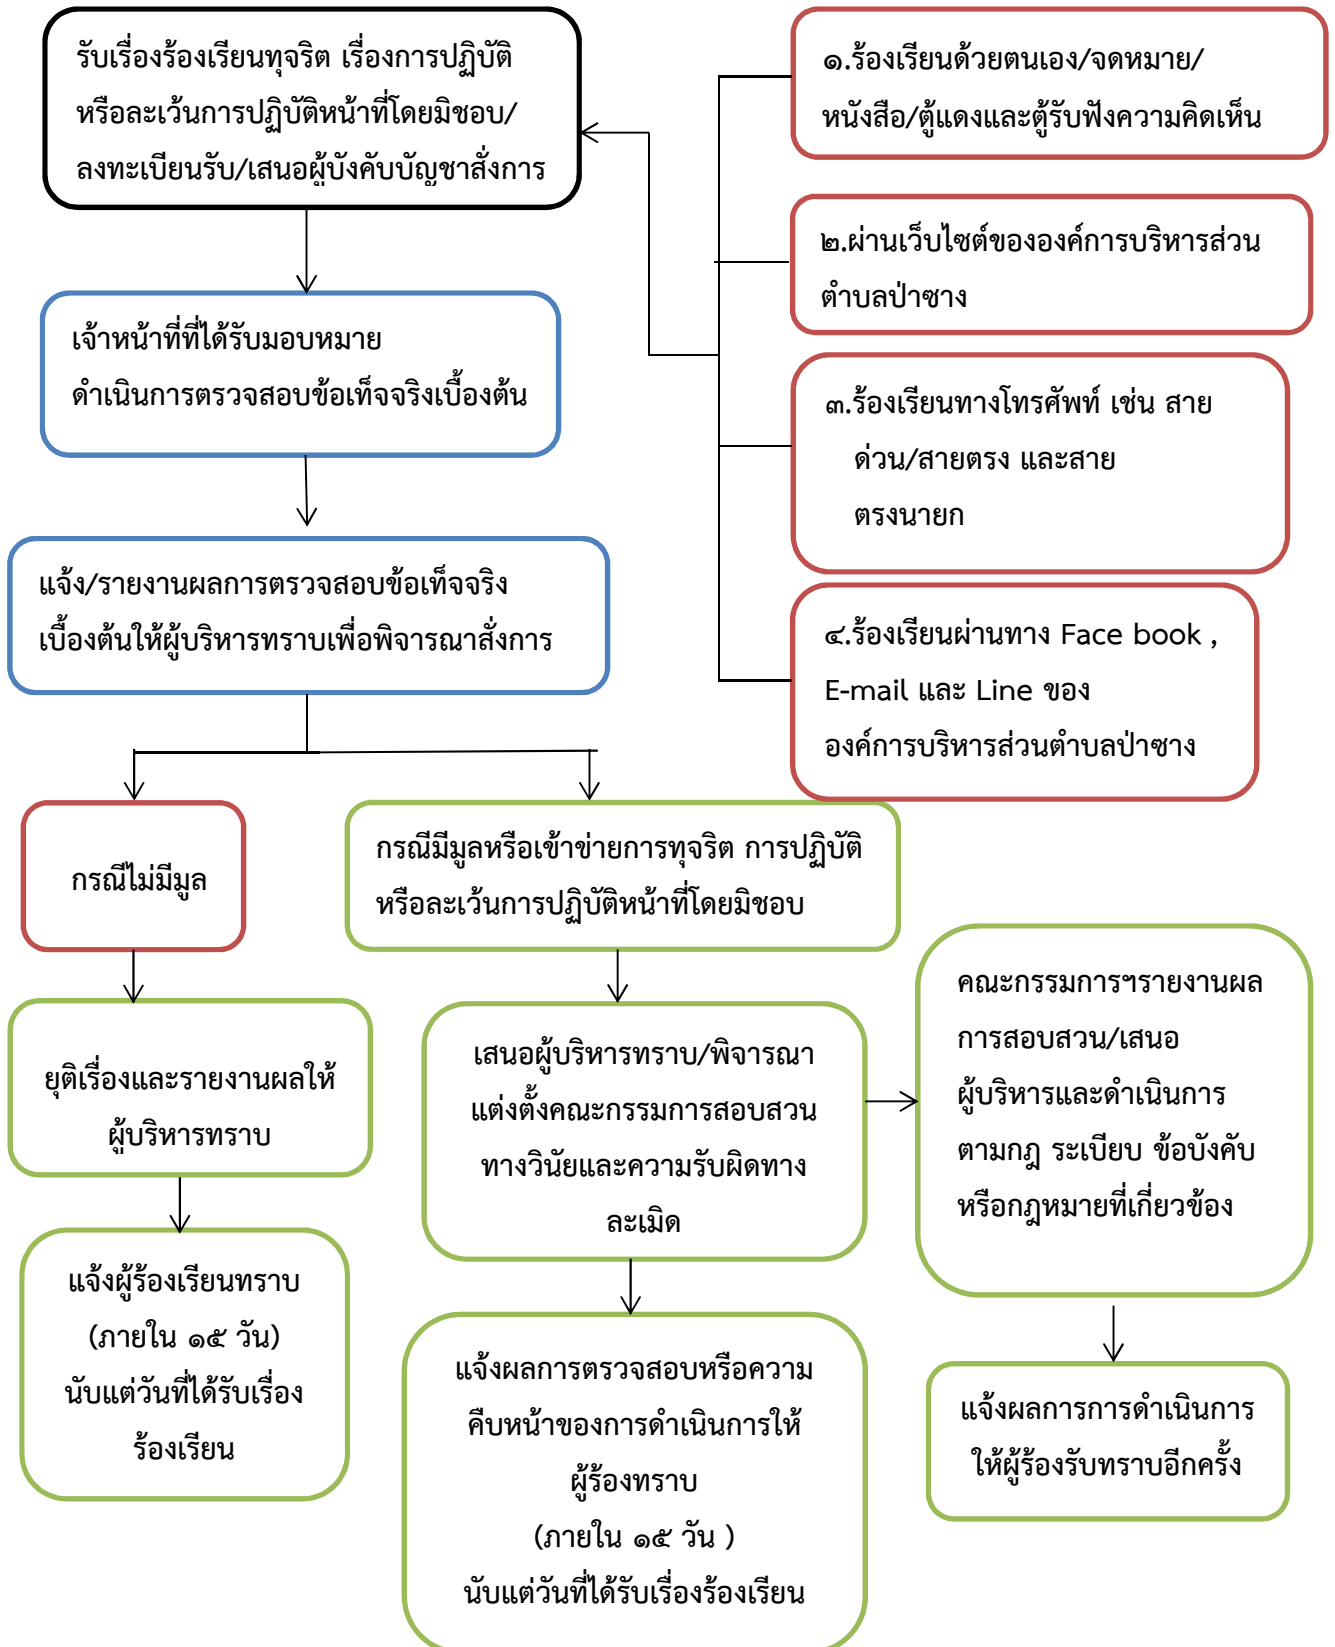 รับเรื่องร้องเรียนทุจริต เรื่องการปฏิบัติ
หรือละเว้นการปฏิบัติหน้าที่โดยมิชอบ/
ลงทะเบียนรับ/เสนอผู้บังคับบัญชาสั่งการ
๑.ร้องเรียนด้วยตนเอง/จดหมาย/
หนังสือ/ตู้แดงและตู้รับฟังความคิดเห็น
๒.ผ่านเว็บไซต์ขององค์การบริหารส่วน
ตำบลป่าซาง
๓.ร้องเรียนทางโทรศัพท์ เช่น สาย
ด่วน/สายตรง และสาย
ตรงนายก
๔.ร้องเรียนผ่านทาง Face book ,
E-mail และ Line ของ
องค์การบริหารส่วนตำบลป่าซาง
เจ้าหน้าที่ที่ได้รับมอบหมาย
ดำเนินการตรวจสอบข้อเท็จจริงเบื้องต้น
แจ้ง/รายงานผลการตรวจสอบข้อเท็จจริง
เบื้องต้นให้ผู้บริหารทราบเพื่อพิจารณาสั่งการ
กรณีไม่มีมูล
ยุติเรื่องและรายงานผลให้
ผู้บริหารทราบ
แจ้งผู้ร้องเรียนทราบ
(ภายใน ๑๕ วัน)
นับแต่วันที่ได้รับเรื่อง
ร้องเรียน
กรณีมีมูลหรือเข้าข่ายการทุจริต การปฏิบัติ
หรือละเว้นการปฏิบัติหน้าที่โดยมิชอบ
เสนอผู้บริหารทราบ/พิจารณา
แต่งตั้งคณะกรรมการสอบสวน
ทางวินัยและความรับผิดทาง
ละเมิด
แจ้งผลการตรวจสอบหรือความ
คืบหน้าของการดำเนินการให้
ผู้ร้องทราบ
(ภายใน ๑๕ วัน )
นับแต่วันที่ได้รับเรื่องร้องเรียน
คณะกรรมการฯรายงานผล
การสอบสวน/เสนอ
ผู้บริหารและดำเนินการ
ตามกฎ ระเบียบ ข้อบังคับ
หรือกฎหมายที่เกี่ยวข้อง
แจ้งผลการการดำเนินการ
ให้ผู้ร้องรับทราบอีกครั้ง